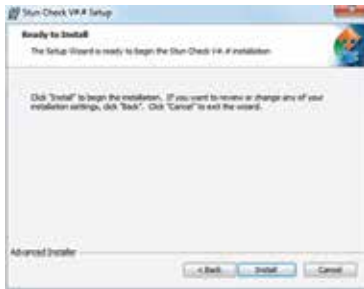 Stun Check V#.# Setup
Ready to Install
The Setup Wizard is ready to begin the Stun Check V#.# installation
Click "Install" to begin the installation. If you want to review or change any of your
installation settings, click "Back". Click "Cancel" to exit the wizard.
Advanced Installer
< Back
Install
Cancel